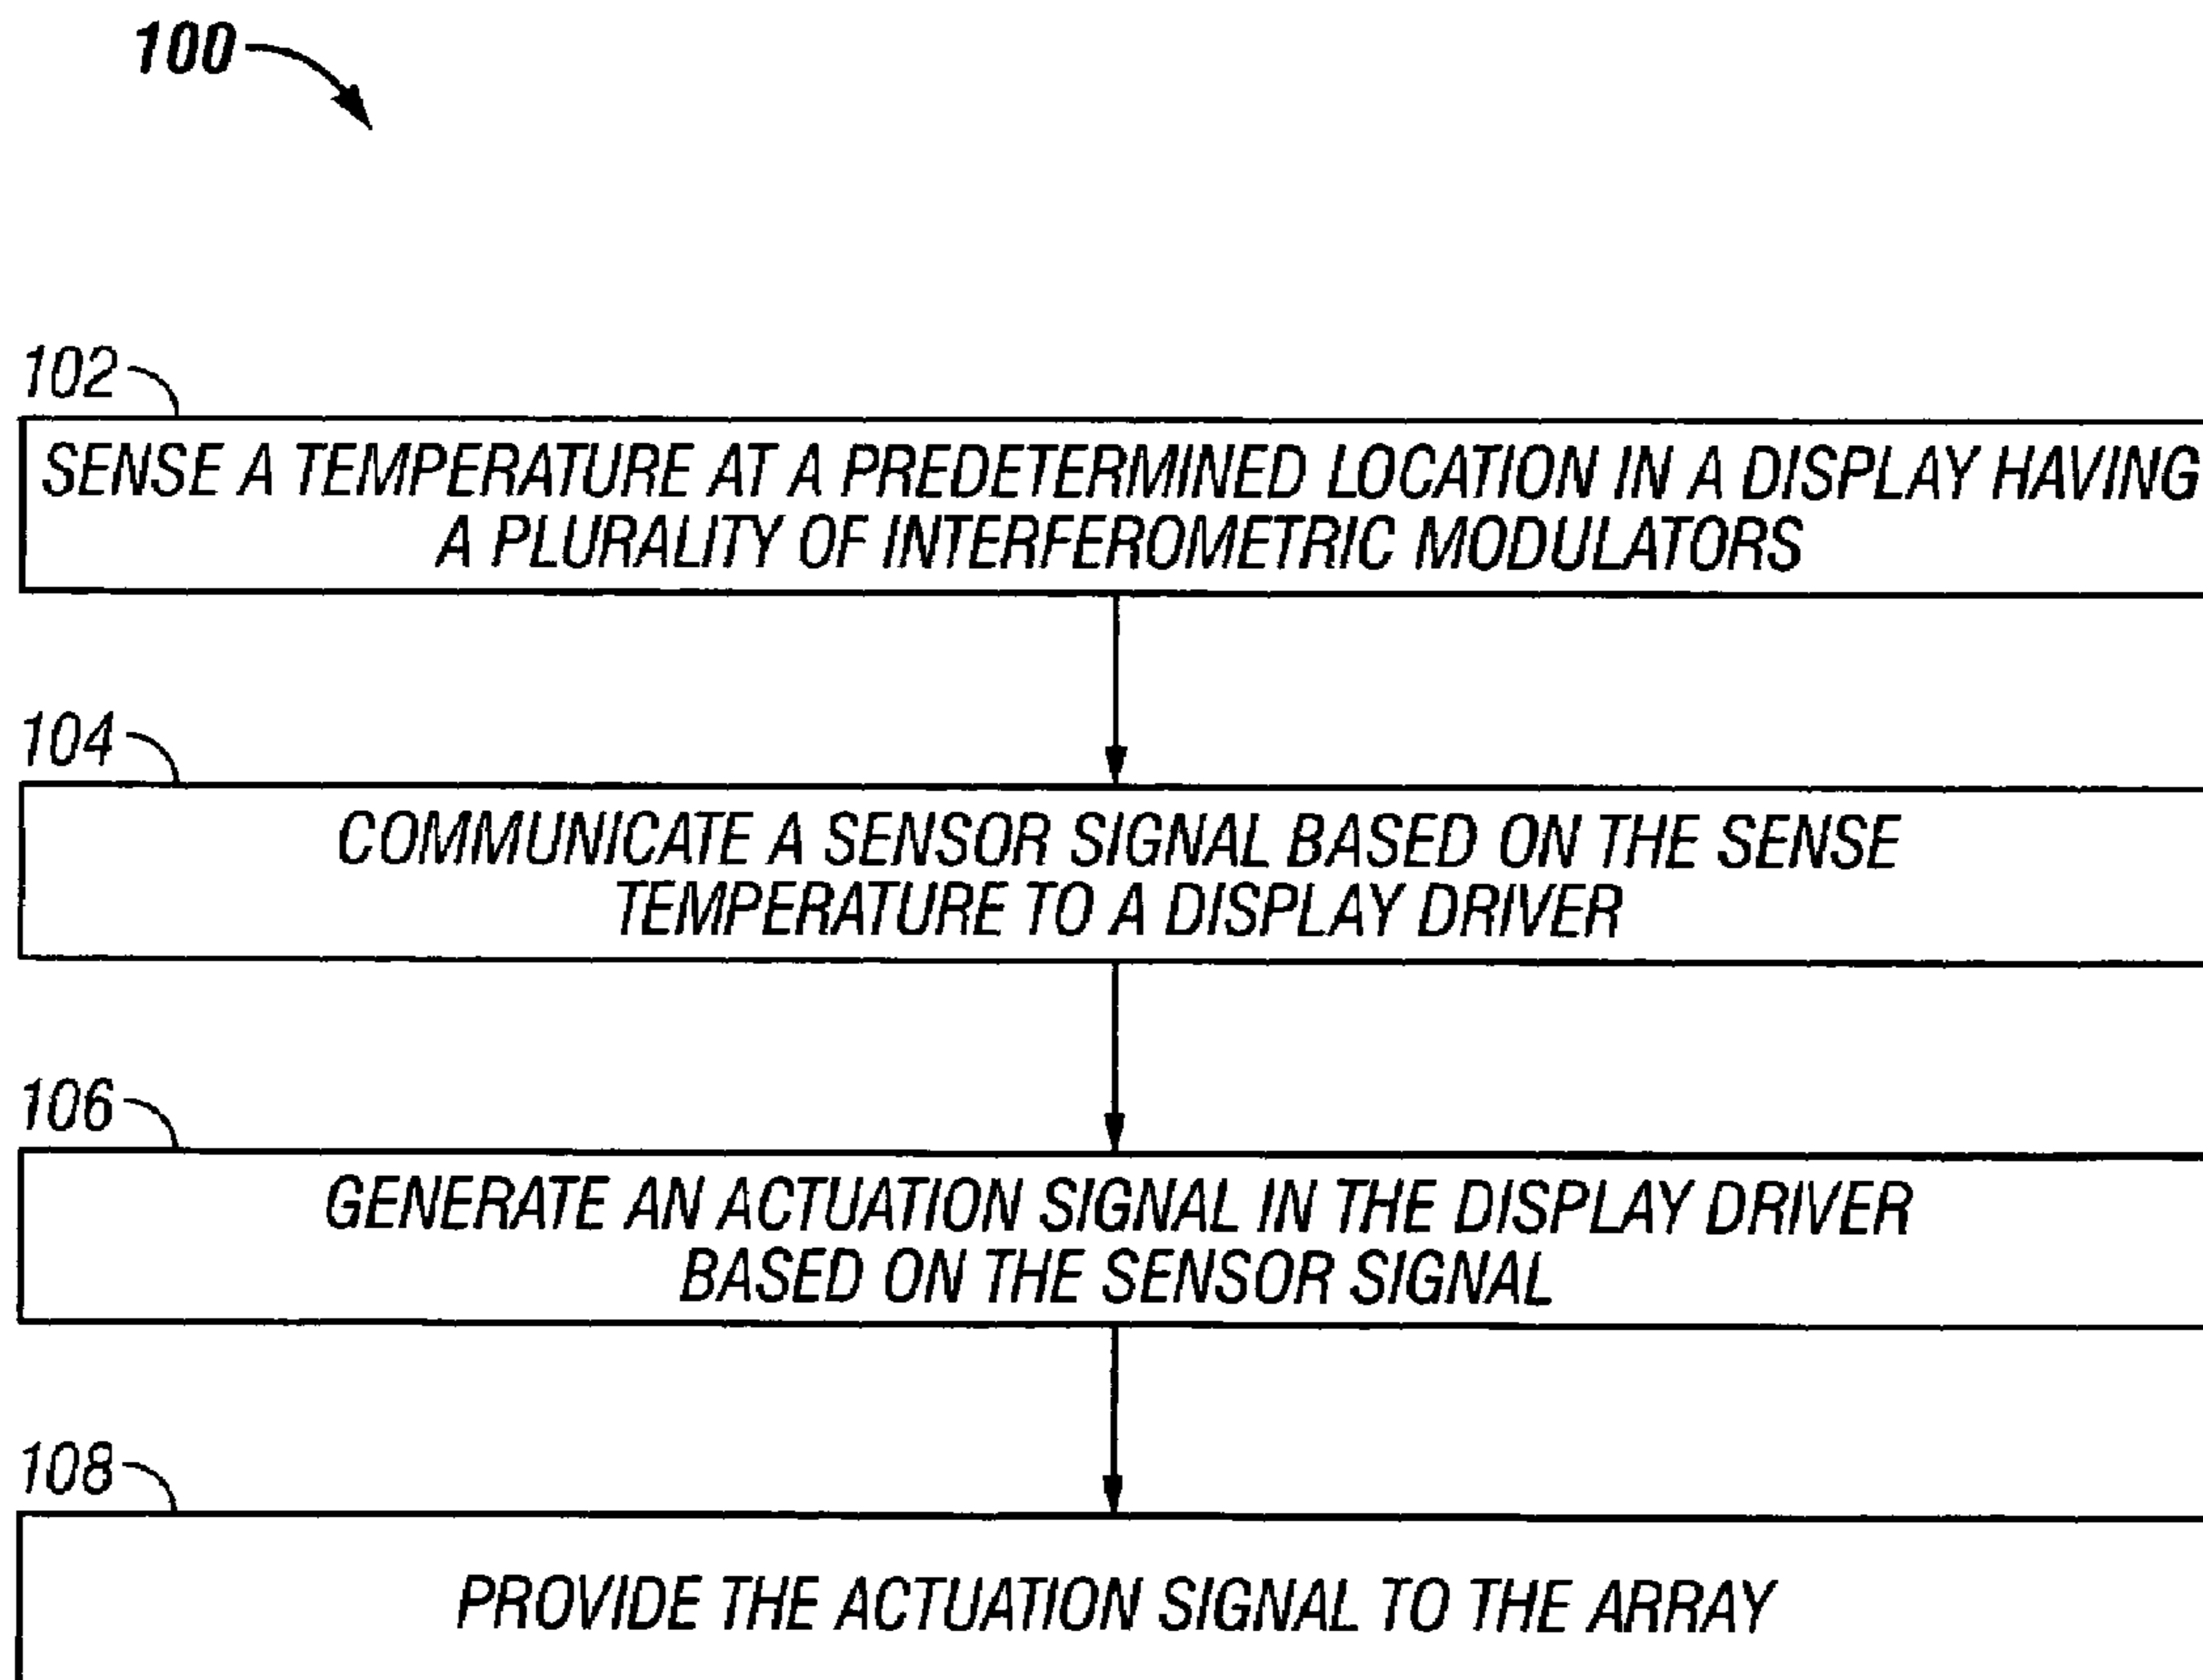 100
102
SENSE A TEMPERATURE AT A PREDETERMINED LOCATION IN A DISPLAY HAVING
A PLURALITY OF INTERFEROMETRIC MODULATORS
104
COMMUNICATE A SENSOR SIGNAL BASED ON THE SENSE
TEMPERATURE TO A DISPLAY DRIVER
106
GENERATE AN ACTUATION SIGNAL IN THE DISPLAY DRIVER
BASED ON THE SENSOR SIGNAL
108
PROVIDE THE ACTUATION SIGNAL TO THE ARRAY